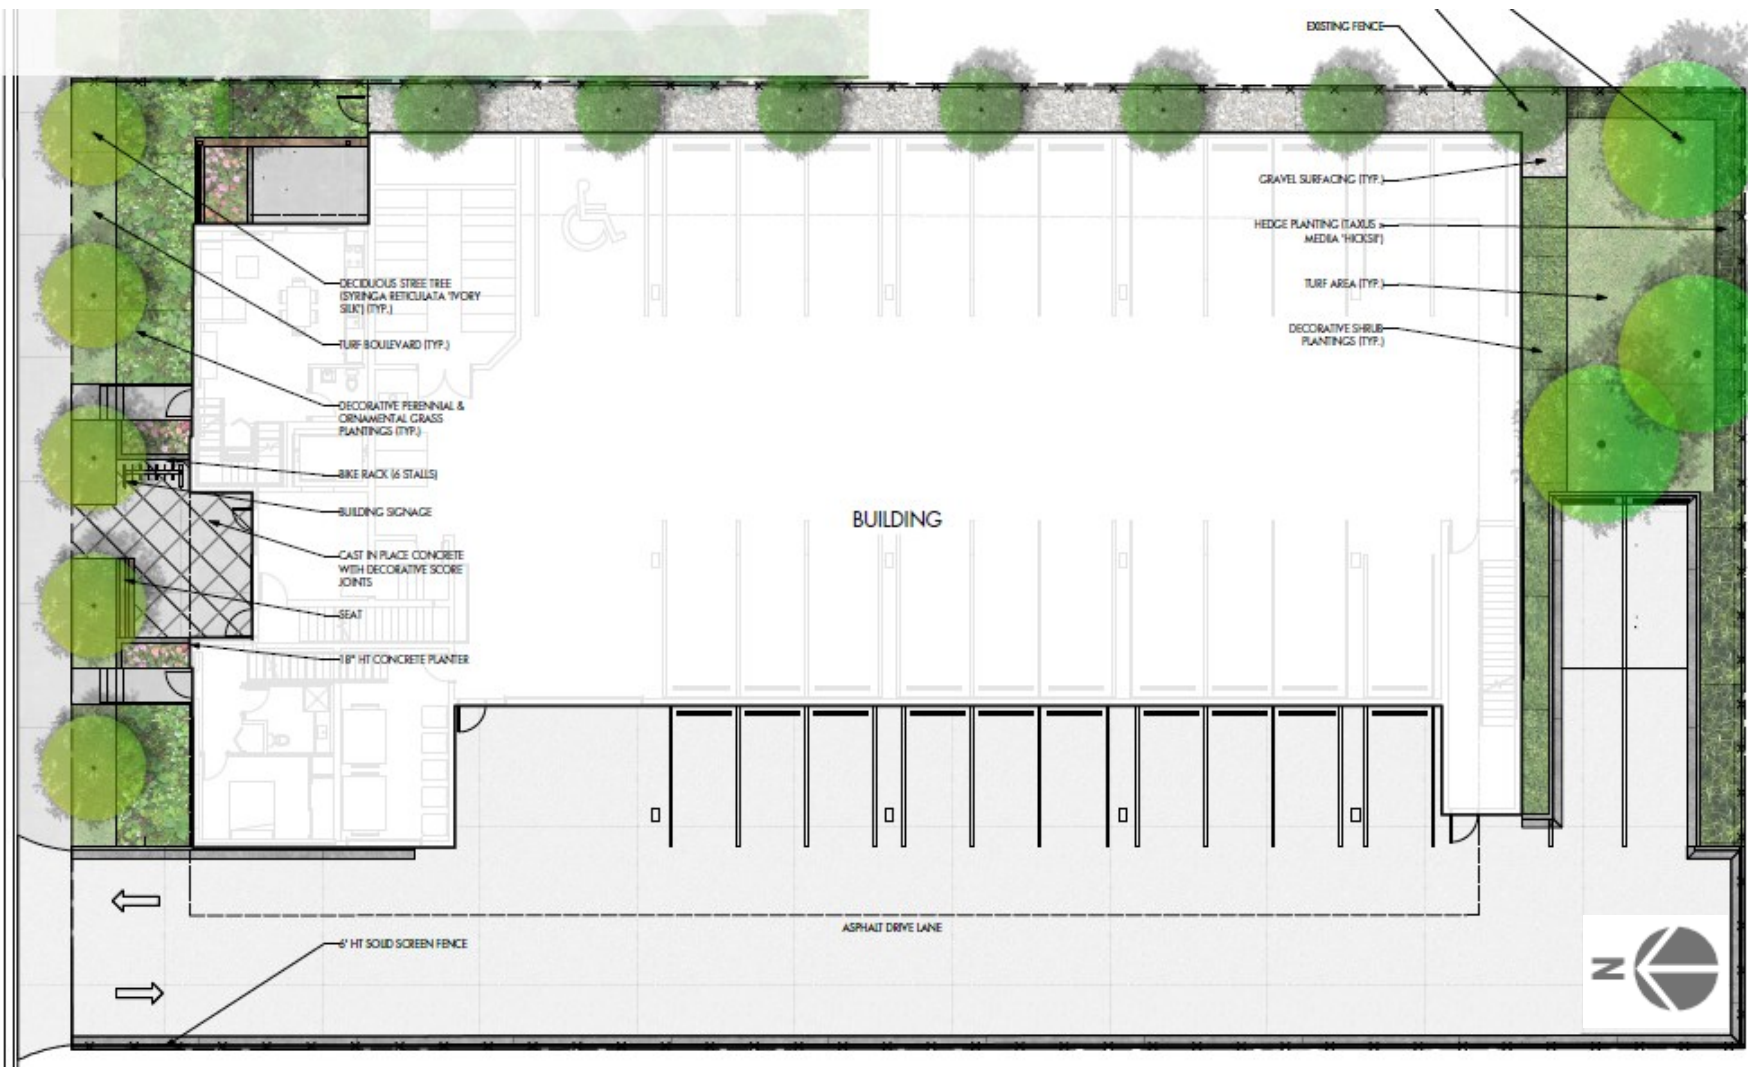 EXISTING FENCE
GRAVEL SURFACING (TYP.)
HEDGE PLANTING (TAXUS x
MEDIA 'HICKSII')
TURF AREA (TYP.)
DECORATIVE SHRUB
PLANTINGS (TYP.)
DECIDUOUS STREE TREE
(SYRINGA RETICULATA 'IVORY
SILK') (TYP.)
TURF BOULEVARD (TYP.)
DECORATIVE PERENNIAL &
ORNAMENTAL GRASS
PLANTINGS (TYP.)
BIKE RACK (6 STALLS)
BUILDING SIGNAGE
CAST IN PLACE CONCRETE
WITH DECORATIVE SCORE
JOINTS
SEAT
18" HT CONCRETE PLANTER
BUILDING
ASPHALT DRIVE LANE
6' HT SOLID SCREEN FENCE
N